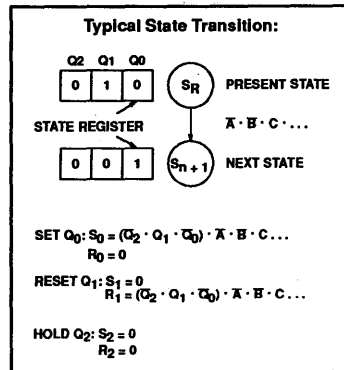 Typical State Transition:
Q2 Q1 Q0
0 1 0
S_R
PRESENT STATE
STATE REGISTER
A̅ · B̅ · C · ...
0 0 1
S_{n+1}
NEXT STATE
SET Q₀: S₀ = (Q̅₂ · Q₁ · Q̅₀) · A̅ · B̅ · C ...
R₀ = 0
RESET Q₁: S₁ = 0
R₁ = (Q̅₂ · Q₁ · Q̅₀) · A̅ · B̅ · C ...
HOLD Q₂: S₂ = 0
R₂ = 0